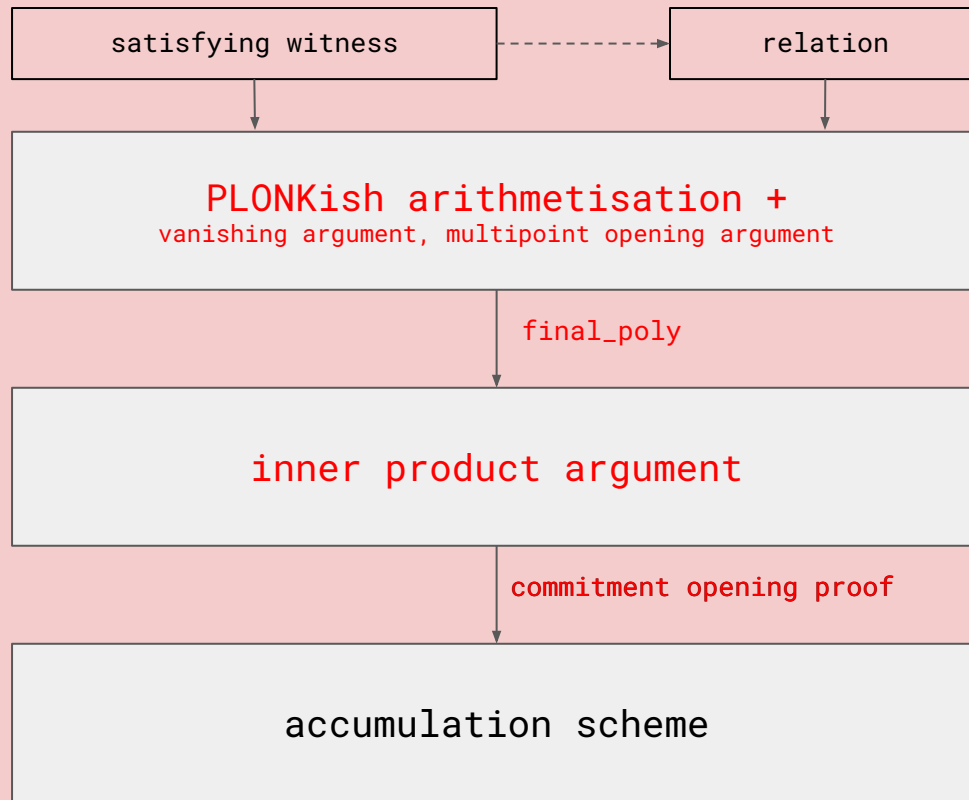 satisfying witness
relation
PLONKish arithmetisation +
vanishing argument, multipoint opening argument
final_poly
inner product argument
commitment opening proof
accumulation scheme